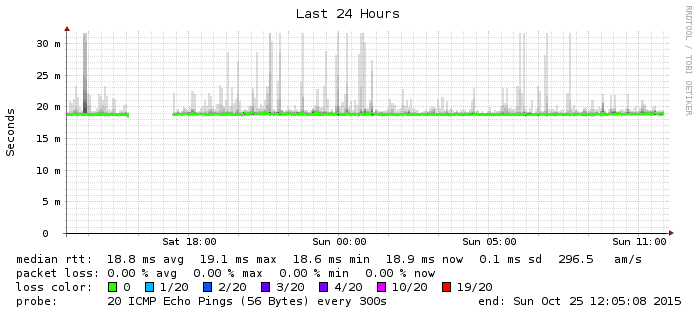 Last 24 Hours
RRDTOOL / TOBI OETIKER
Seconds
30 m
25 m
20 m
15 m
10 m
5 m
0
Sat 18:00 Sun 00:00 Sun 05:00 Sun 11:00
median rtt: 18.8 ms avg 19.1 ms max 18.6 ms min 18.9 ms now 0.1 ms sd 296.5 am/s
packet loss: 0.00 % avg 0.00 % max 0.00 % min 0.00 % now
loss color: 0 1/20 2/20 3/20 4/20 10/20 19/20
probe: 20 ICMP Echo Pings (56 Bytes) every 300s end: Sun Oct 25 12:05:08 2015